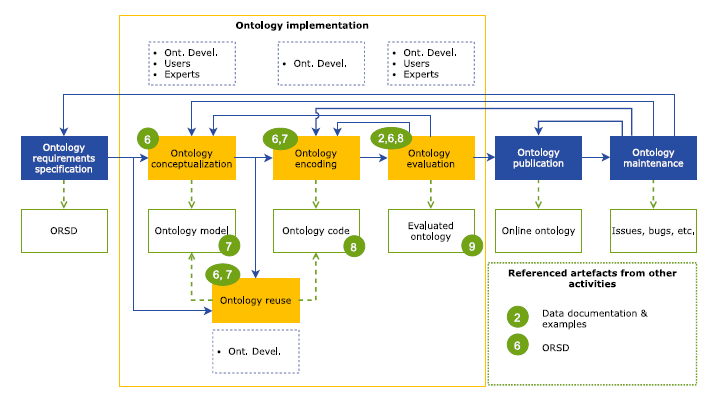 Ontology implementation
• Ont. Devel.
• Users
• Experts
• Ont. Devel.
• Ont. Devel.
• Users
• Experts
Ontology
requirements
specification
6
Ontology
conceptualization
6,7
Ontology
encoding
2,6,8
Ontology
evaluation
Ontology
publication
Ontology
maintenance
ORSD
Ontology model
7
Ontology code
8
Evaluated
ontology
9
Online ontology
Issues, bugs, etc.
6, 7
Ontology reuse
• Ont. Devel.
Referenced artefacts from other
activities
2
Data documentation &
examples
6
ORSD